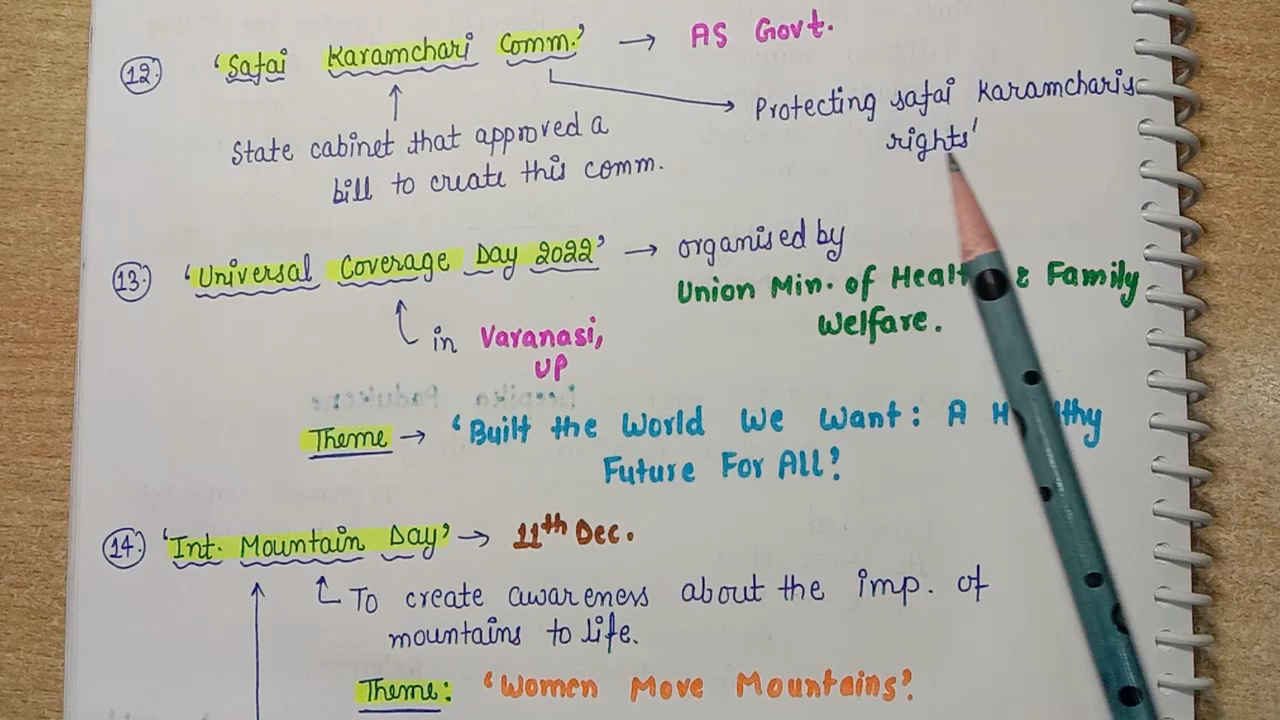 12. 'Safai Karamchari Comm.' → AS Govt.
Protecting safai karamcharis
rights'
State cabinet that approved a
bill to create this comm.
13. 'Universal Coverage Day 2022' → organised by
Union Min. of Health & Family
Welfare.
in Varanasi,
UP
Theme → 'Built the World We Want: A Healthy
Future For All'.
14. 'Int. Mountain Day' → 11th Dec.
To create awareness about the imp. of
mountains to life.
Theme: 'Women Move Mountains'.